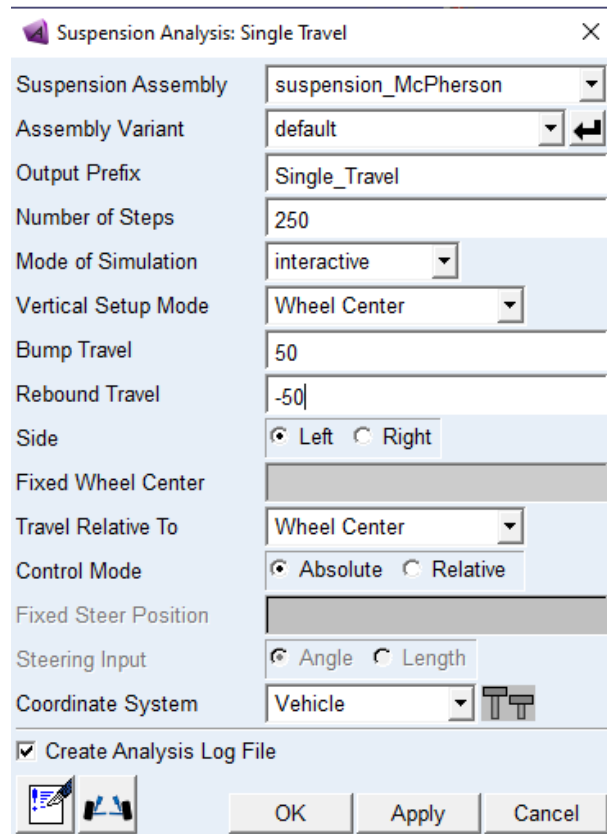 Suspension Analysis: Single Travel
Suspension Assembly suspension_McPherson
Assembly Variant default
Output Prefix Single_Travel
Number of Steps 250
Mode of Simulation interactive
Vertical Setup Mode Wheel Center
Bump Travel 50
Rebound Travel -50
Side Left Right
Fixed Wheel Center
Travel Relative To Wheel Center
Control Mode Absolute Relative
Fixed Steer Position
Steering Input Angle Length
Coordinate System Vehicle
Create Analysis Log File
OK Apply Cancel